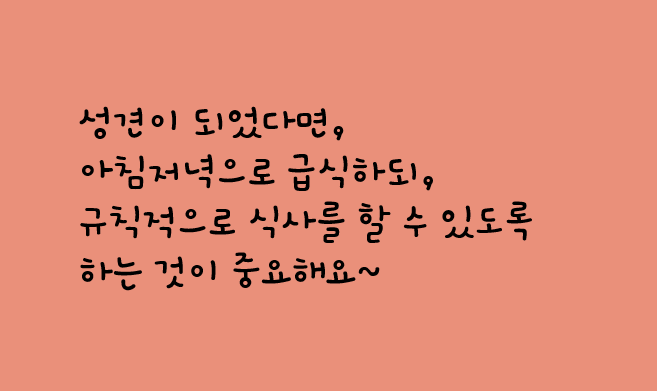 성견이 되었다면,
아침저녁으로 급식하되,
규칙적으로 식사를 할 수 있도록
하는 것이 중요해요~